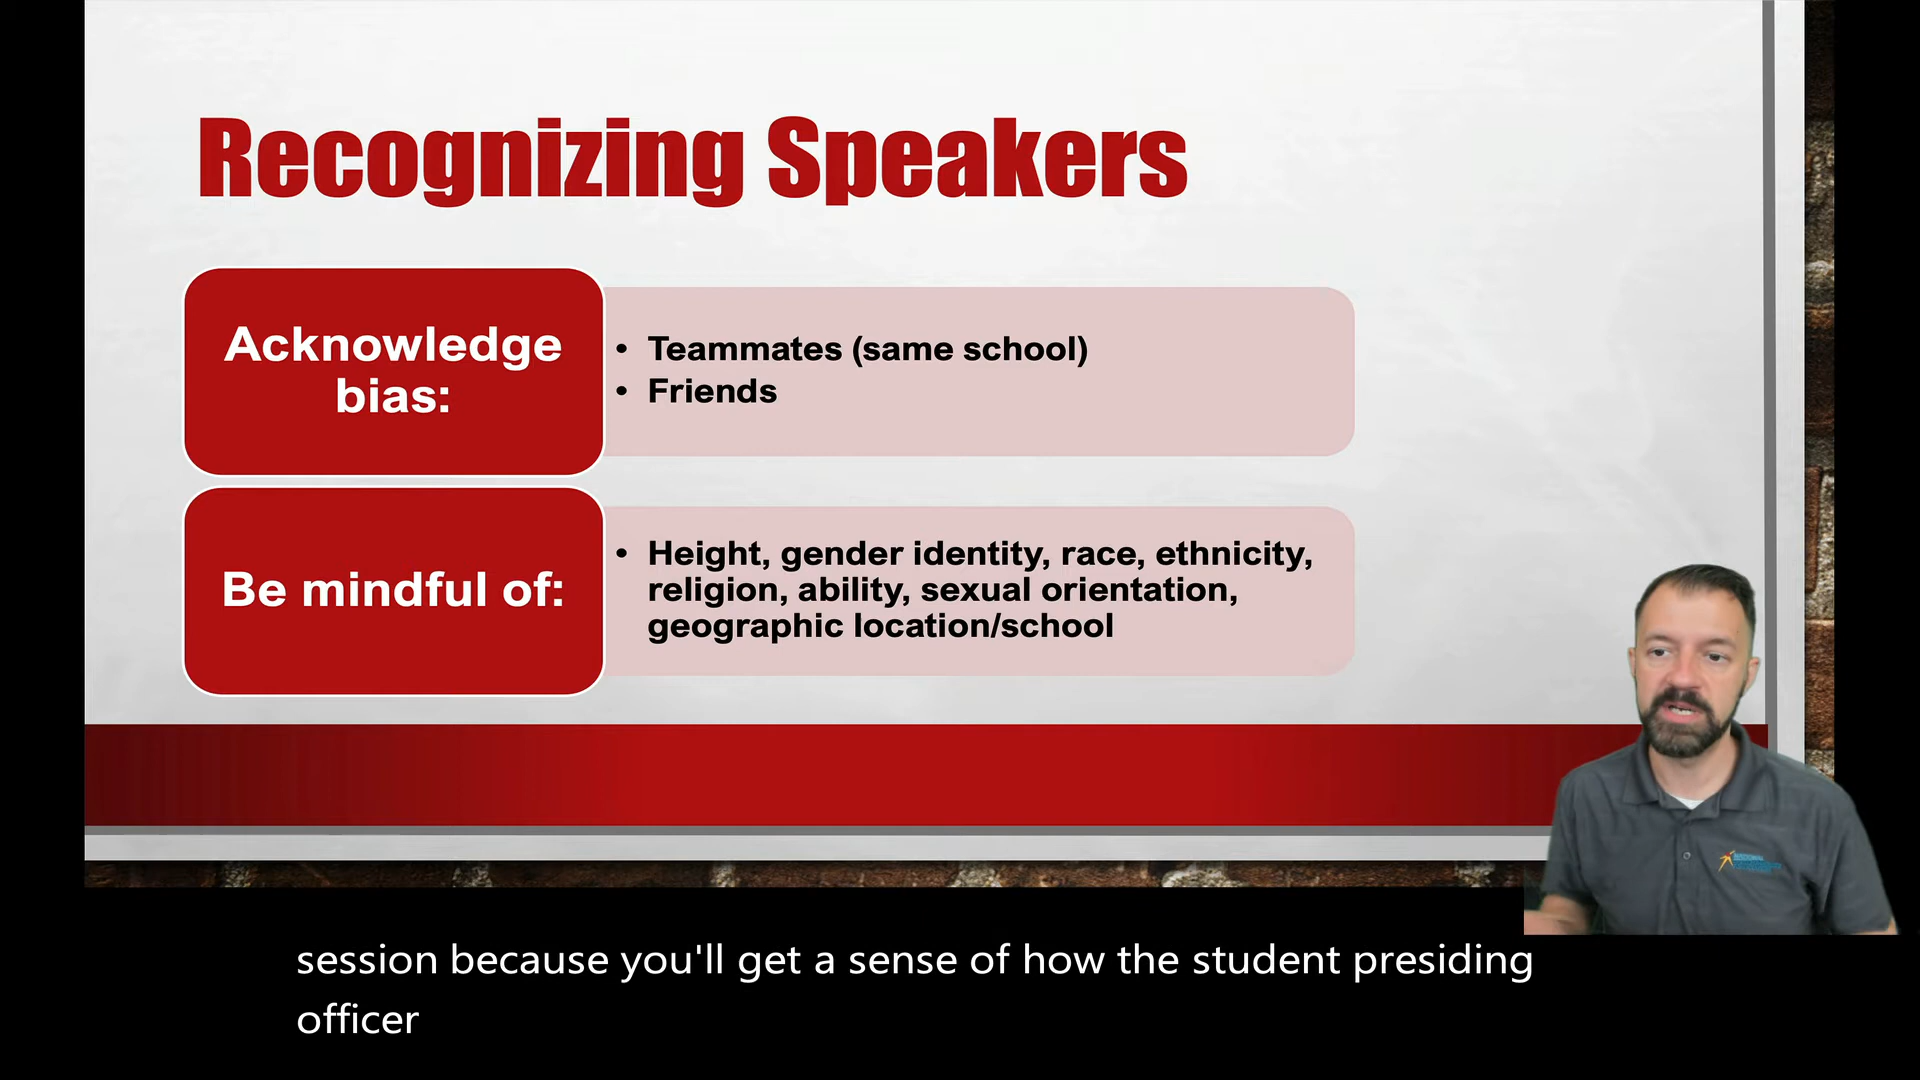 Recognizing Speakers
Acknowledge
bias:
• Teammates (same school)
• Friends
Be mindful of:
• Height, gender identity, race, ethnicity,
religion, ability, sexual orientation,
geographic location/school
session because you'll get a sense of how the student presiding
officer